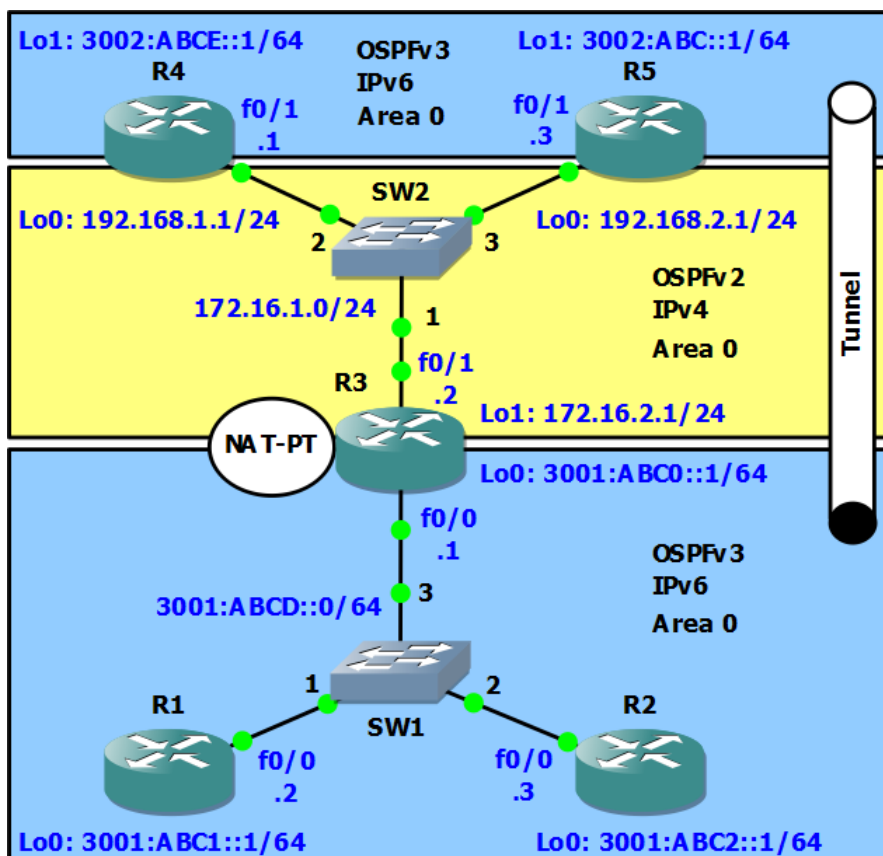 Lo1: 3002:ABCE::1/64
OSPFv3
IPv6
Area 0
Lo1: 3002:ABC::1/64
R4
R5
f0/1
.1
f0/1
.3
SW2
2
3
Lo0: 192.168.1.1/24
Lo0: 192.168.2.1/24
172.16.1.0/24
1
OSPFv2
IPv4
Area 0
Tunnel
R3
f0/1
.2
NAT-PT
Lo1: 172.16.2.1/24
Lo0: 3001:ABC0::1/64
f0/0
.1
OSPFv3
IPv6
Area 0
3001:ABCD::0/64
3
1
2
SW1
R1
R2
f0/0
.2
f0/0
.3
Lo0: 3001:ABC1::1/64
Lo0: 3001:ABC2::1/64